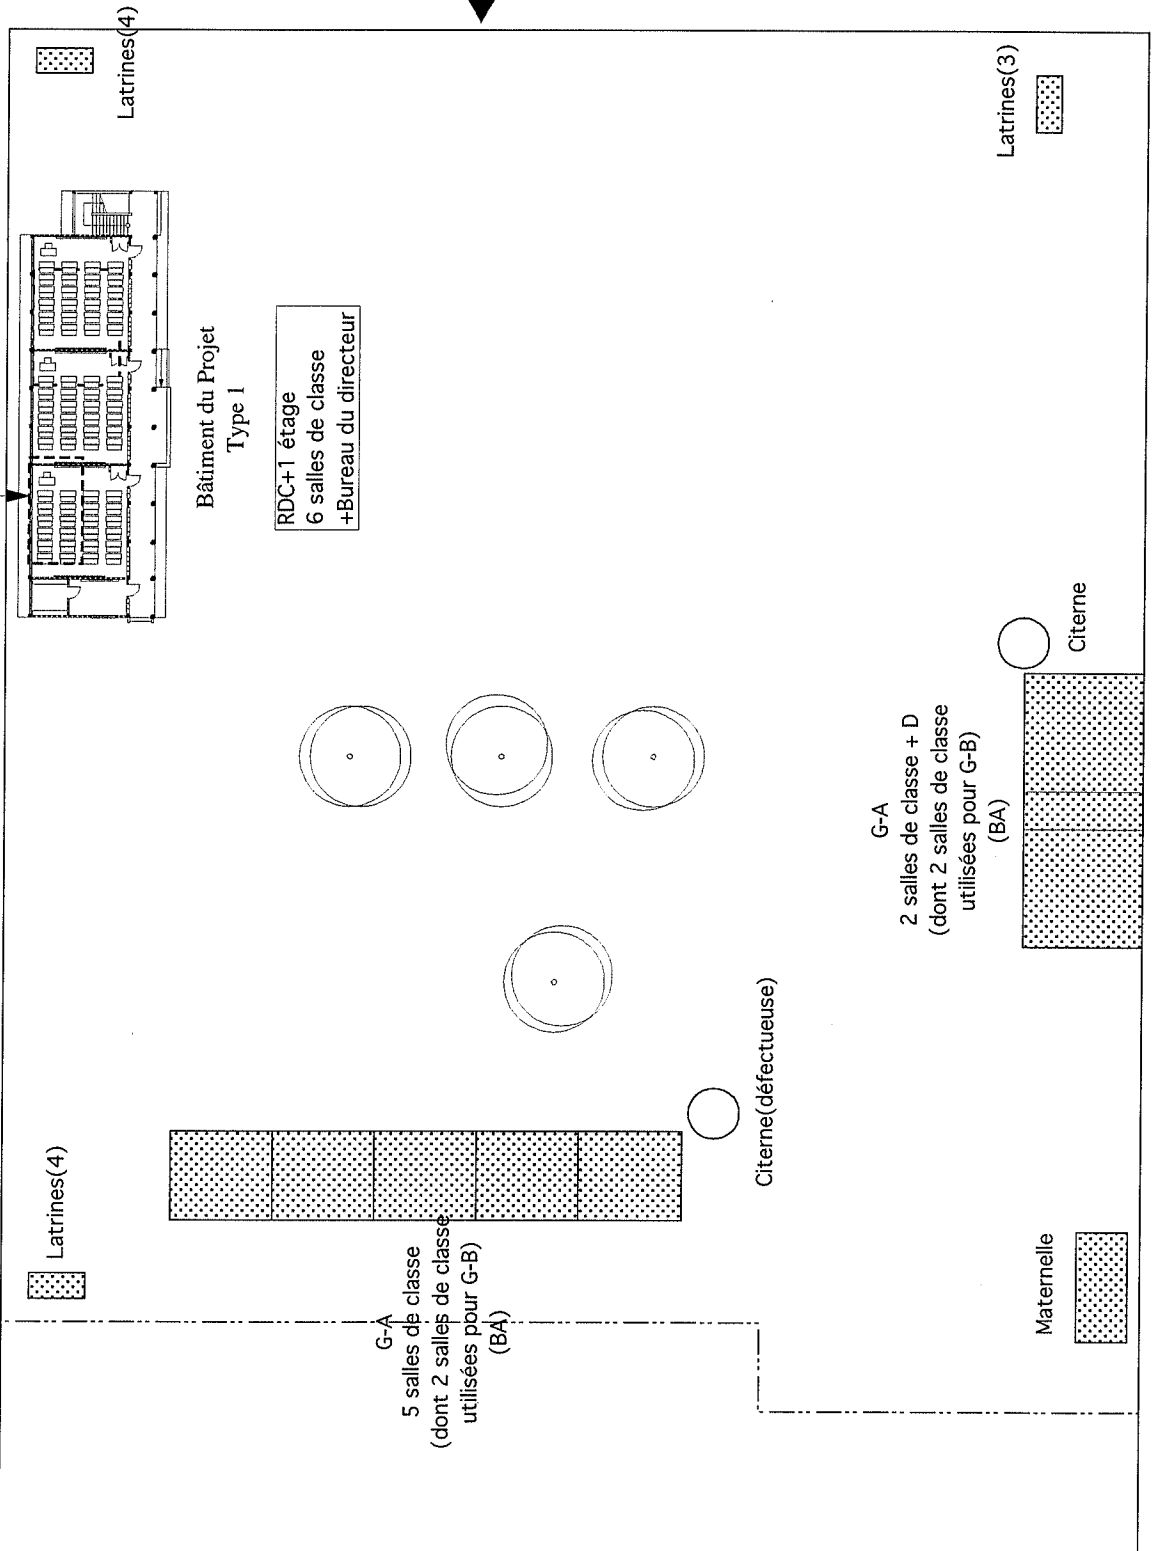 Latrines(4)
Bâtiment du Projet
Type 1
RDC+1 étage
6 salles de classe
+Bureau du directeur
Latrines(3)
Latrines(4)
G-A
5 salles de classe
(dont 2 salles de classe
utilisées pour G-B)
(BA)
Citerne(défectueuse)
G-A
2 salles de classe + D
(dont 2 salles de classe
utilisées pour G-B)
(BA)
Citerne
Maternelle